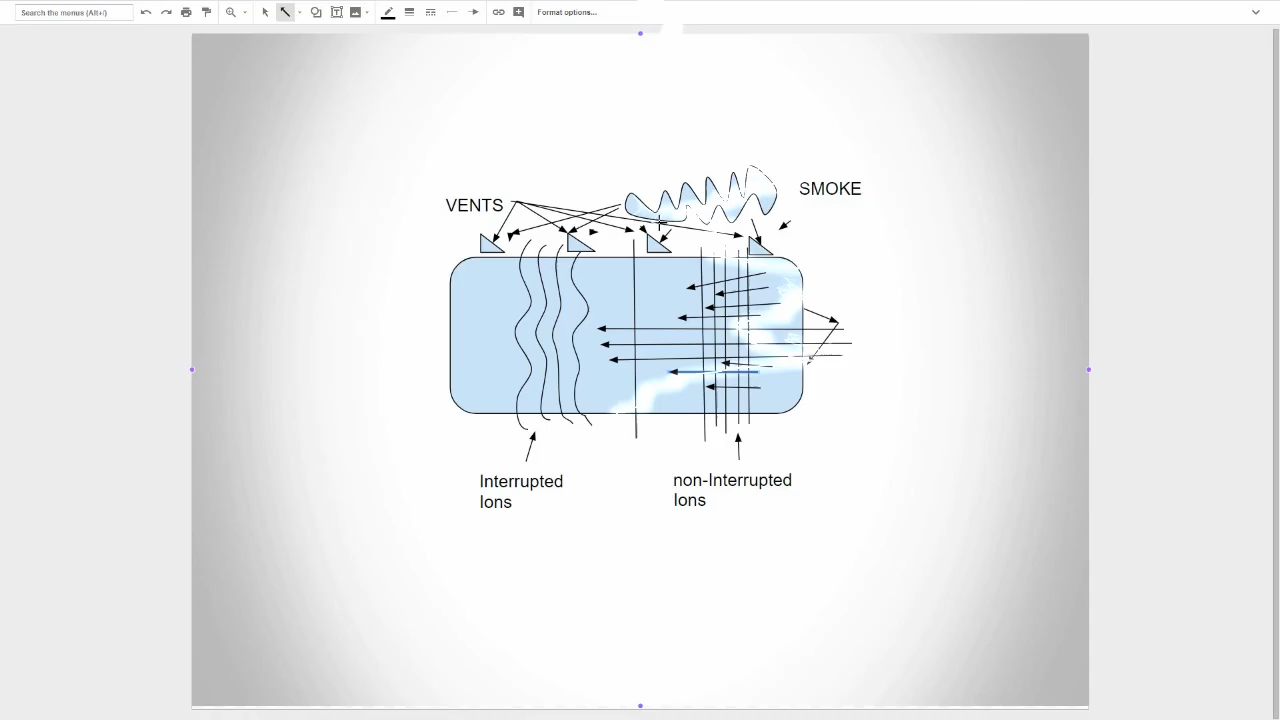 Search the menus (Alt+/)
Format options...
SMOKE
VENTS
Interrupted
Ions
non-Interrupted
Ions